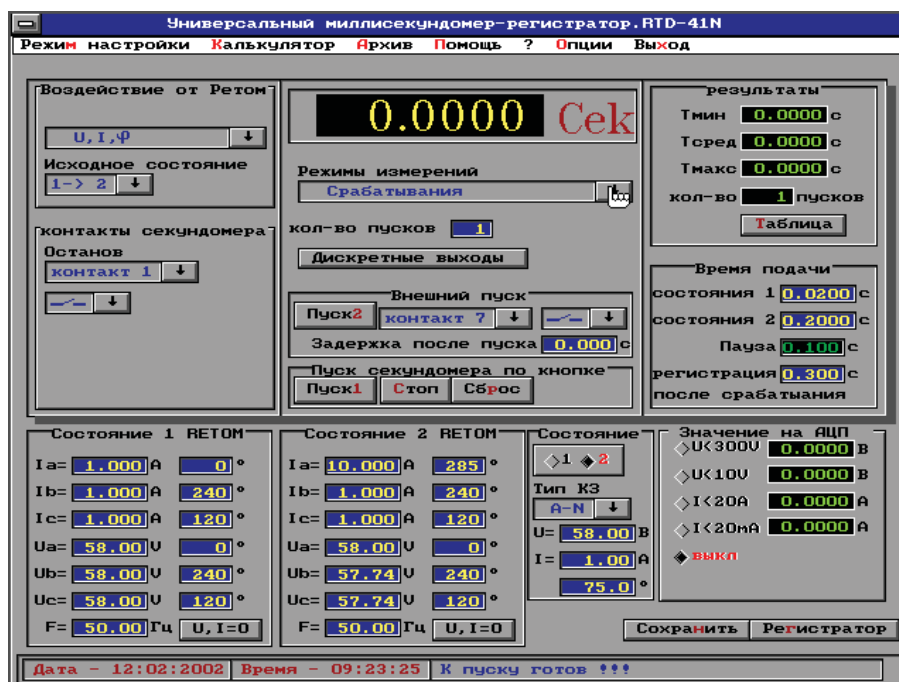 Универсальный миллисекундомер-регистратор.RTD-41N
Режим настройки Калькулятор Архив Помощь ? Опции Выход
Воздействие от Ретом
U,I,φ
Исходное состояние
1-> 2
контакты секундомера
Останов
контакт 1
0.0000 Сек
Режимы измерений
Срабатывания
кол-во пусков 1
Дискретные выходы
Внешний пуск
Пуск2 контакт 7
Задержка после пуска 0.000 с
Пуск секундомера по кнопке
Пуск1 Стоп Сброс
результаты
Тмин 0.0000 с
Тсред 0.0000 с
Тмакс 0.0000 с
кол-во 1 пусков
Таблица
Время подачи
состояния 1 0.0200 с
состояния 2 0.2000 с
Пауза 0.100 с
регистрация 0.300 с
после срабатыания
Состояние 1 RETOM
Ia= 1.000 A 0 °
Ib= 1.000 A 240 °
Ic= 1.000 A 120 °
Ua= 58.00 V 0 °
Ub= 58.00 V 240 °
Uc= 58.00 V 120 °
F= 50.00 Гц U,I=0
Состояние 2 RETOM
Ia= 10.000 A 285 °
Ib= 1.000 A 240 °
Ic= 1.000 A 120 °
Ua= 58.00 V 0 °
Ub= 57.74 V 240 °
Uc= 57.74 V 120 °
F= 50.00 Гц U,I=0
Состояние
1 2
Тип КЗ
A-N
U= 58.00 В
I= 1.00 А
75.0 °
Значение на АЦП
U<300V 0.0000 В
U<10V 0.0000 В
I<20A 0.0000 А
I<20mA 0.0000 А
выкл
Сохранить Регистратор
Дата - 12:02:2002 Время - 09:23:25 К пуску готов !!!